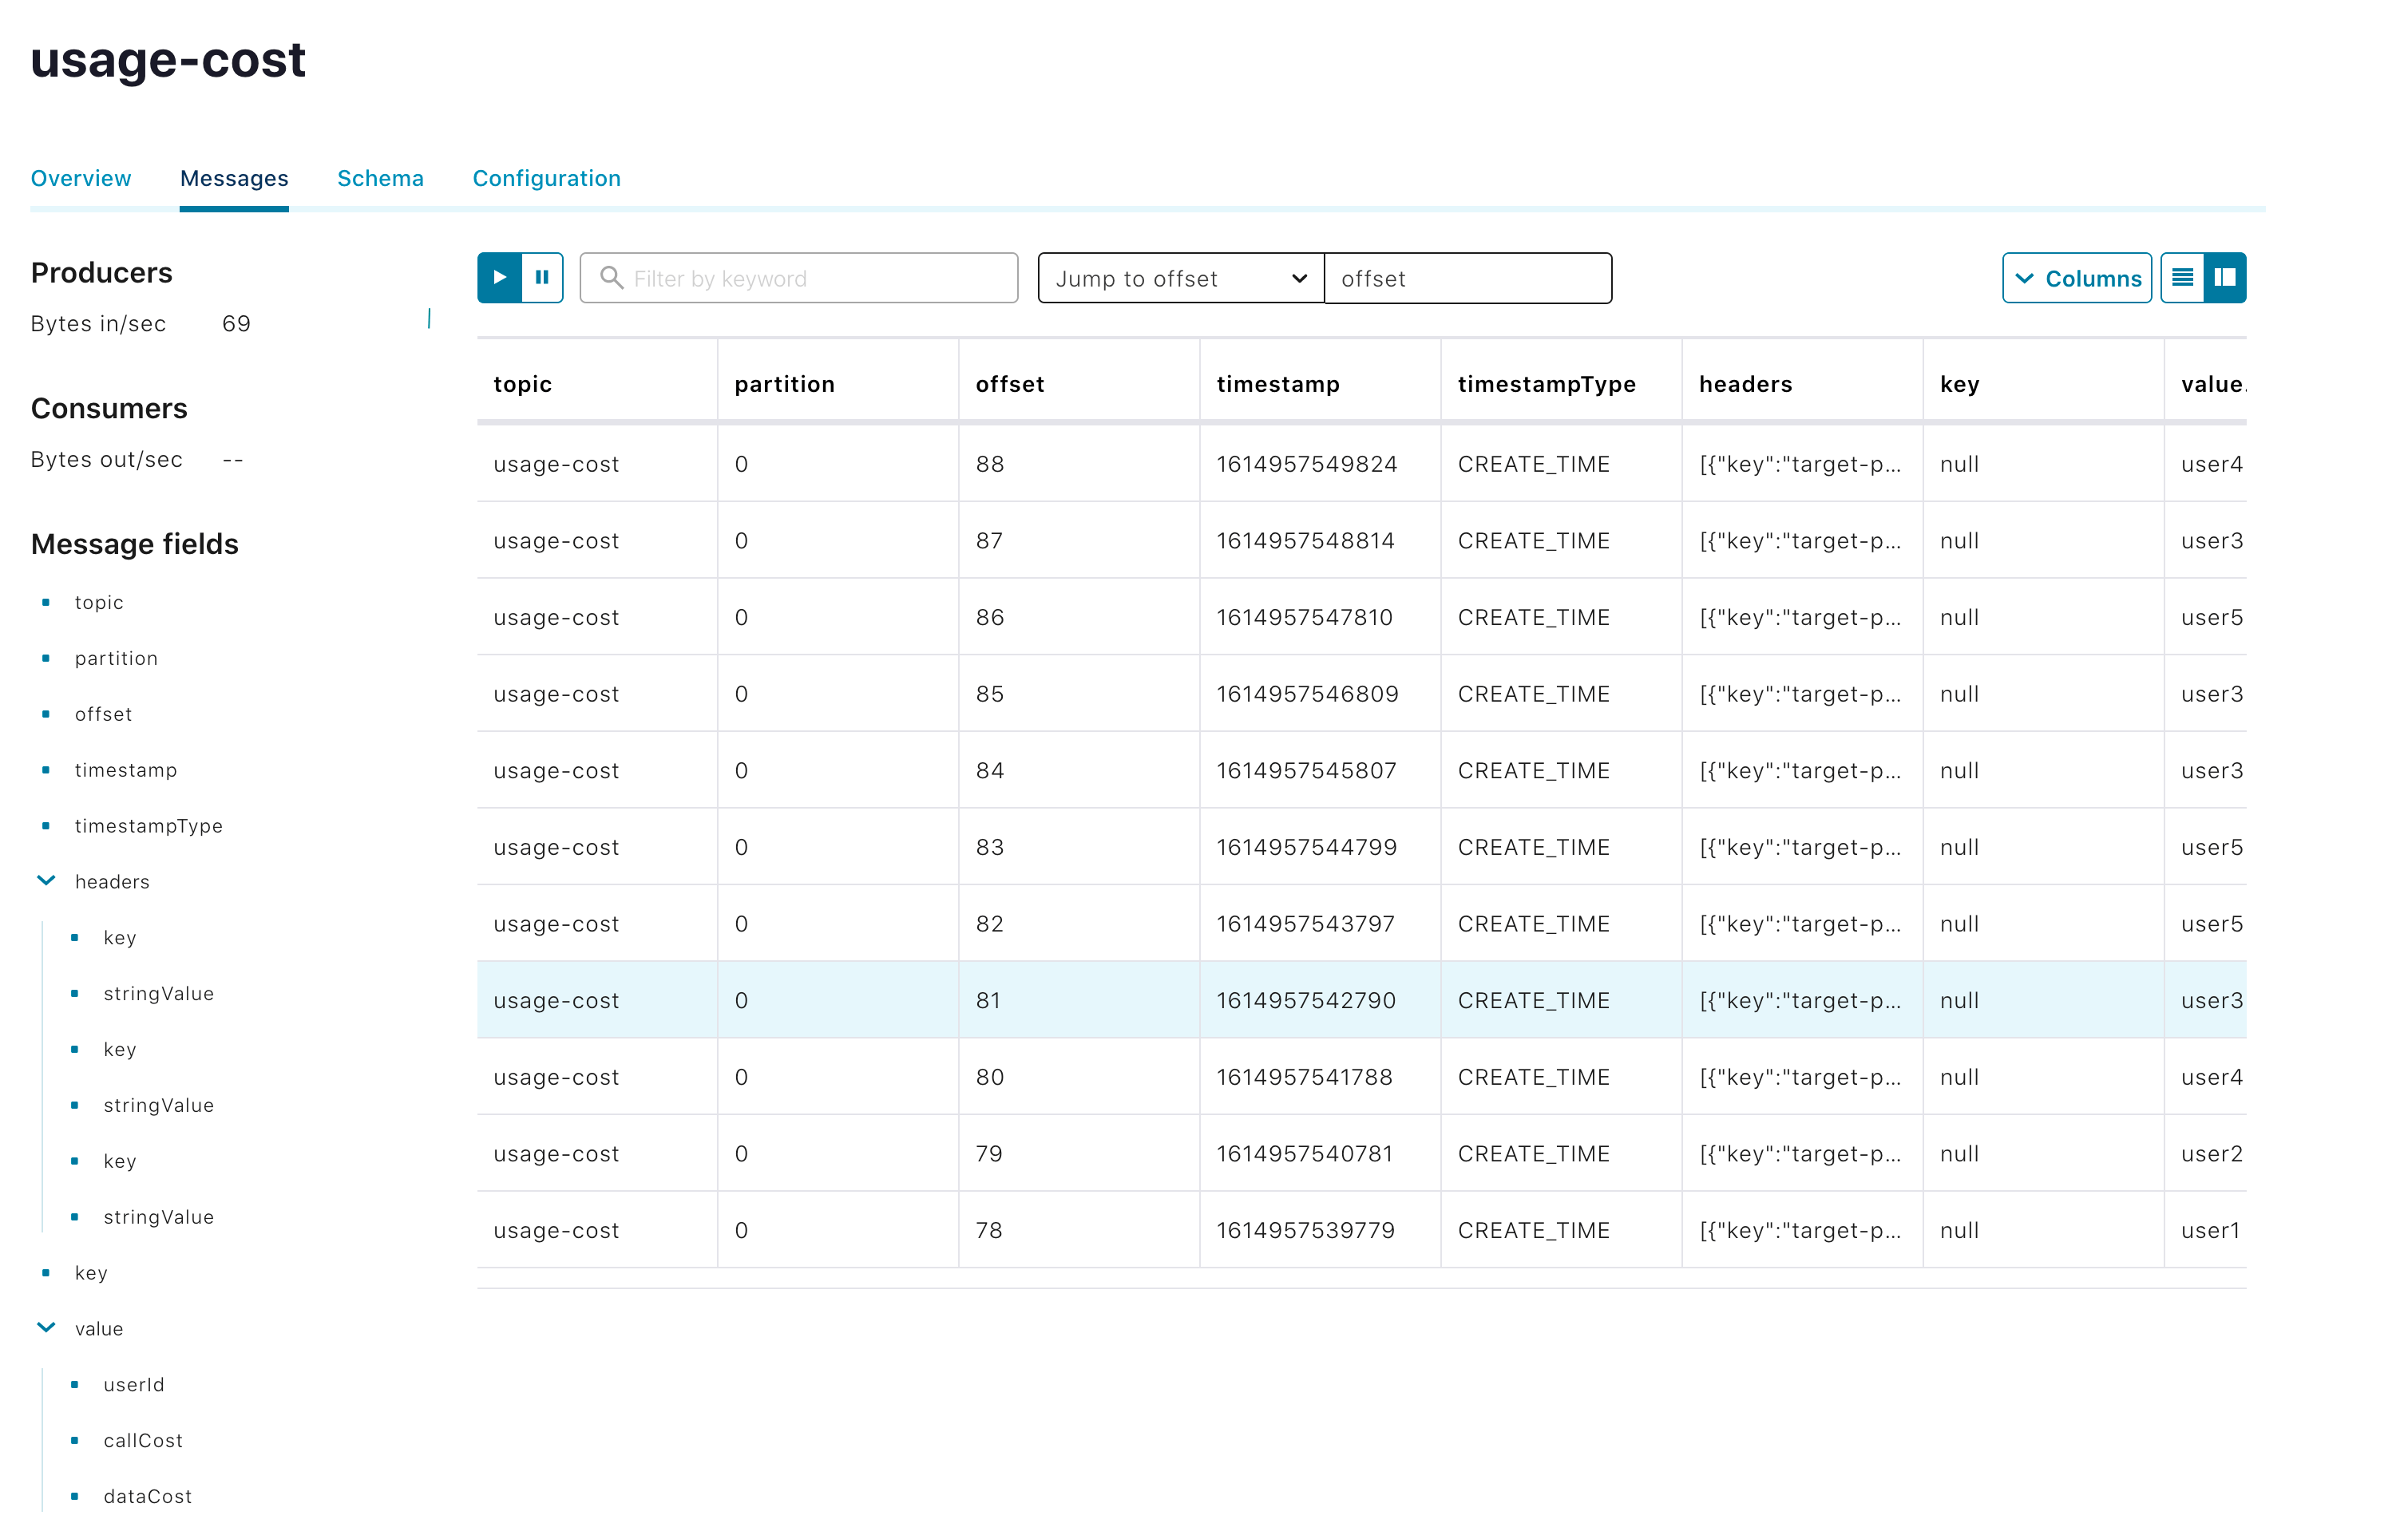 usage-cost
Overview Messages Schema Configuration
Producers
Bytes in/sec 69
Consumers
Bytes out/sec --
Message fields
topic
partition
offset
timestamp
timestampType
headers
key
stringValue
key
stringValue
key
stringValue
key
value
userId
callCost
dataCost
Filter by keyword Jump to offset offset Columns
topic partition offset timestamp timestampType headers key value.
usage-cost 0 88 1614957549824 CREATE_TIME [{"key":"target-p... null user4
usage-cost 0 87 1614957548814 CREATE_TIME [{"key":"target-p... null user3
usage-cost 0 86 1614957547810 CREATE_TIME [{"key":"target-p... null user5
usage-cost 0 85 1614957546809 CREATE_TIME [{"key":"target-p... null user3
usage-cost 0 84 1614957545807 CREATE_TIME [{"key":"target-p... null user3
usage-cost 0 83 1614957544799 CREATE_TIME [{"key":"target-p... null user5
usage-cost 0 82 1614957543797 CREATE_TIME [{"key":"target-p... null user5
usage-cost 0 81 1614957542790 CREATE_TIME [{"key":"target-p... null user3
usage-cost 0 80 1614957541788 CREATE_TIME [{"key":"target-p... null user4
usage-cost 0 79 1614957540781 CREATE_TIME [{"key":"target-p... null user2
usage-cost 0 78 1614957539779 CREATE_TIME [{"key":"target-p... null user1